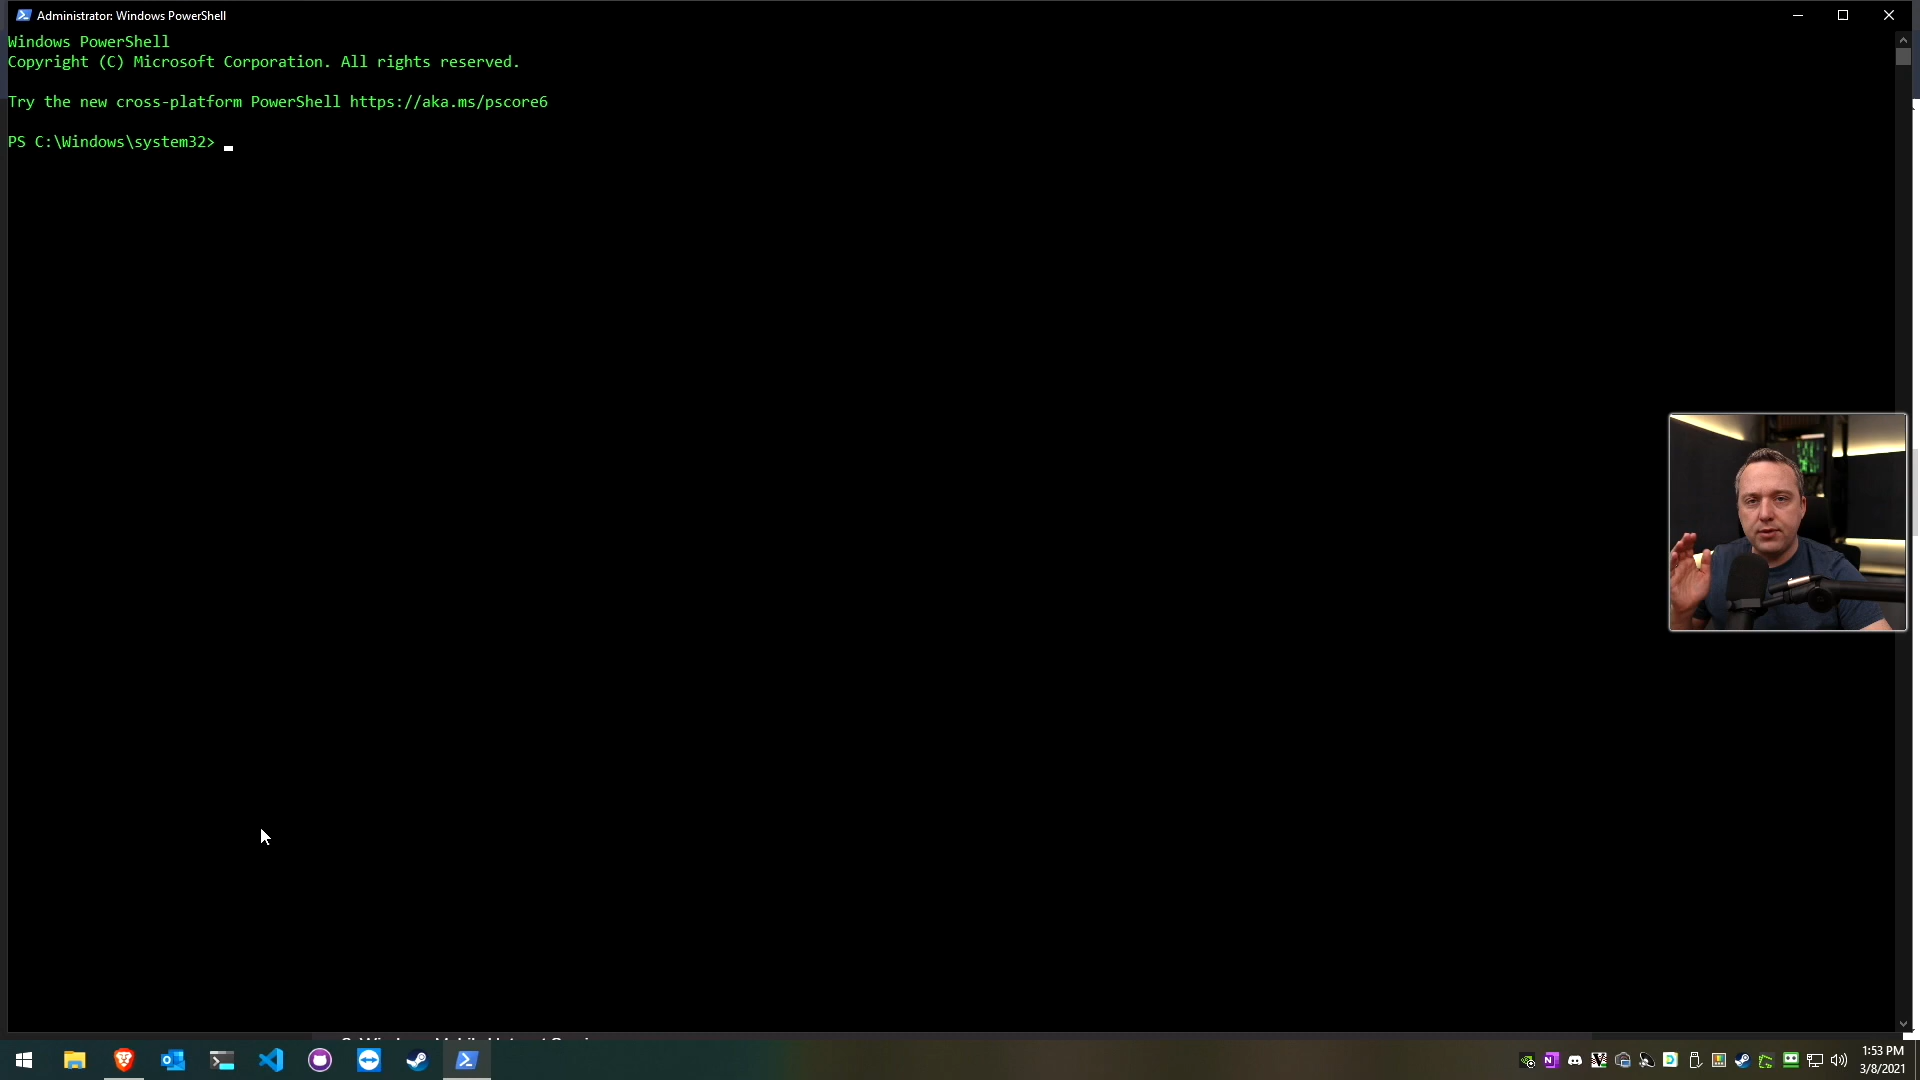 Administrator: Windows PowerShell
Windows PowerShell
Copyright (C) Microsoft Corporation. All rights reserved.
Try the new cross-platform PowerShell https://aka.ms/pscore6
PS C:\Windows\system32>
1:53 PM
3/8/2021